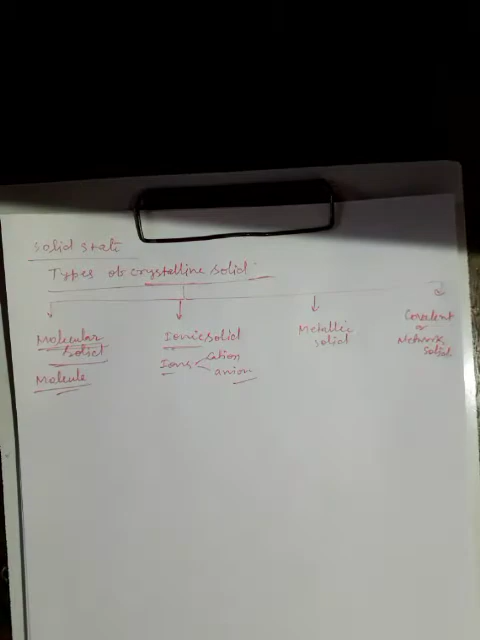 Solid state
Types of crystalline solid
Molecular
solid
Molecule
Ionic solid
Ions
cation
anion
Metallic
solid
Covalent
or
Network
solid